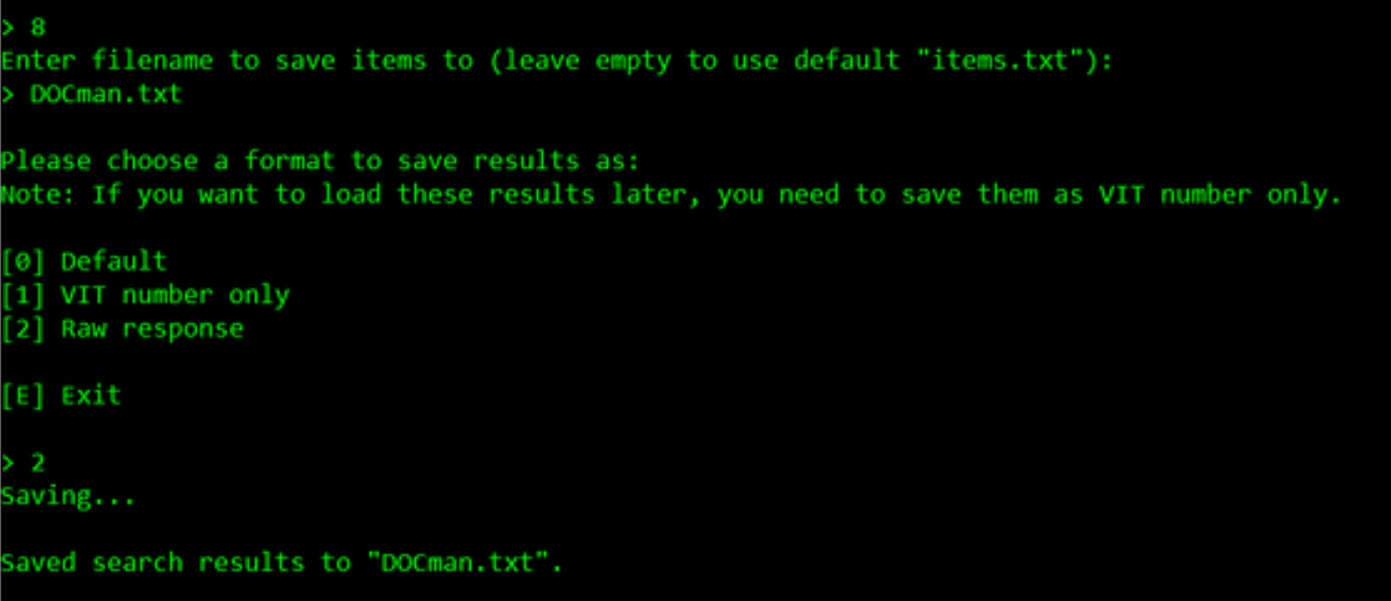 > 8
Enter filename to save items to (leave empty to use default "items.txt"):
> DOCman.txt
Please choose a format to save results as:
Note: If you want to load these results later, you need to save them as VIT number only.
[0] Default
[1] VIT number only
[2] Raw response
[E] Exit
> 2
Saving...
Saved search results to "DOCman.txt".